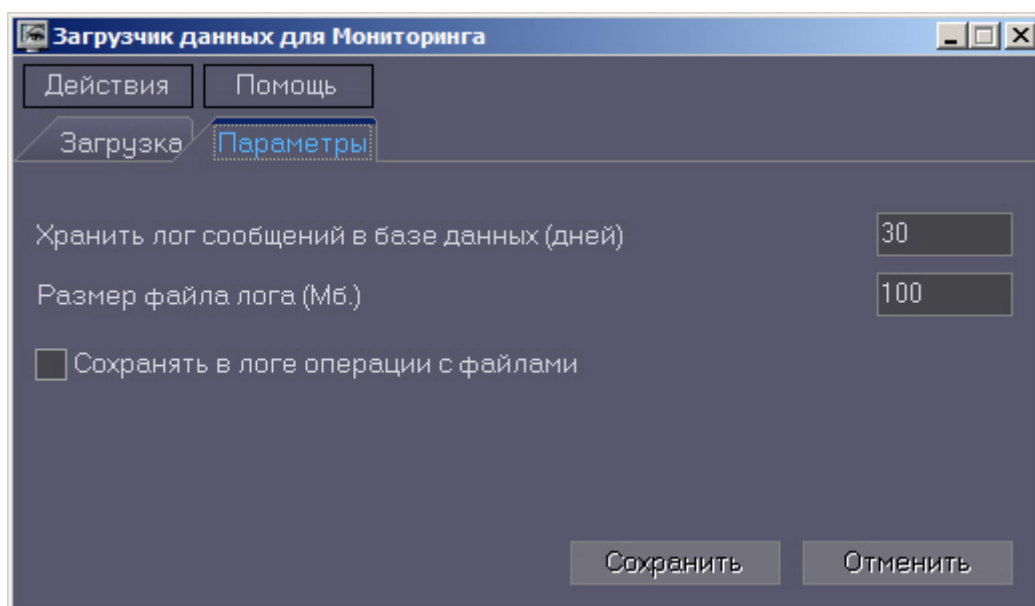 Загрузчик данных для Мониторинга
Действия Помощь
Загрузка Параметры
Хранить лог сообщений в базе данных (дней) 30
Размер файла лога (Мб.) 100
Сохранять в логе операции с файлами
Сохранить Отменить